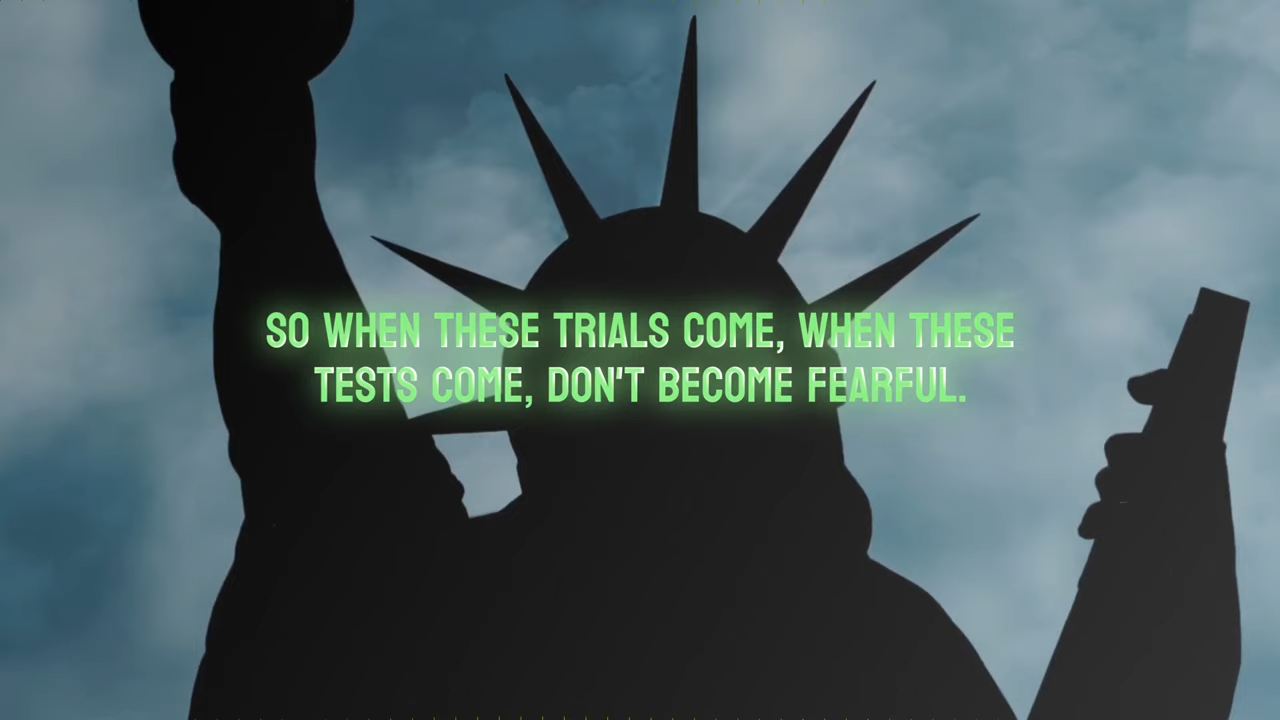 SO WHEN THESE TRIALS COME, WHEN THESE
TESTS COME, DON'T BECOME FEARFUL.